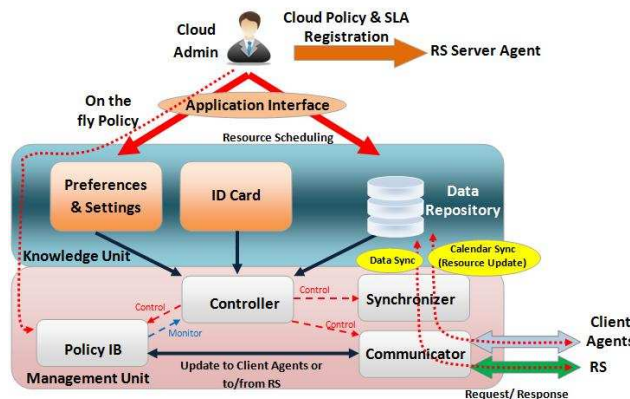 Cloud Policy & SLA
Registration
Cloud
Admin
RS Server Agent
On the
fly Policy
Application Interface
Resource Scheduling
Preferences
& Settings
ID Card
Data
Repository
Knowledge Unit
Data Sync
Calendar Sync
(Resource Update)
Controller
Synchronizer
Control
Control
Monitor
Control
Policy IB
Communicator
Client
Agents
RS
Management Unit
Update to Client Agents or
to/from RS
Request/ Response